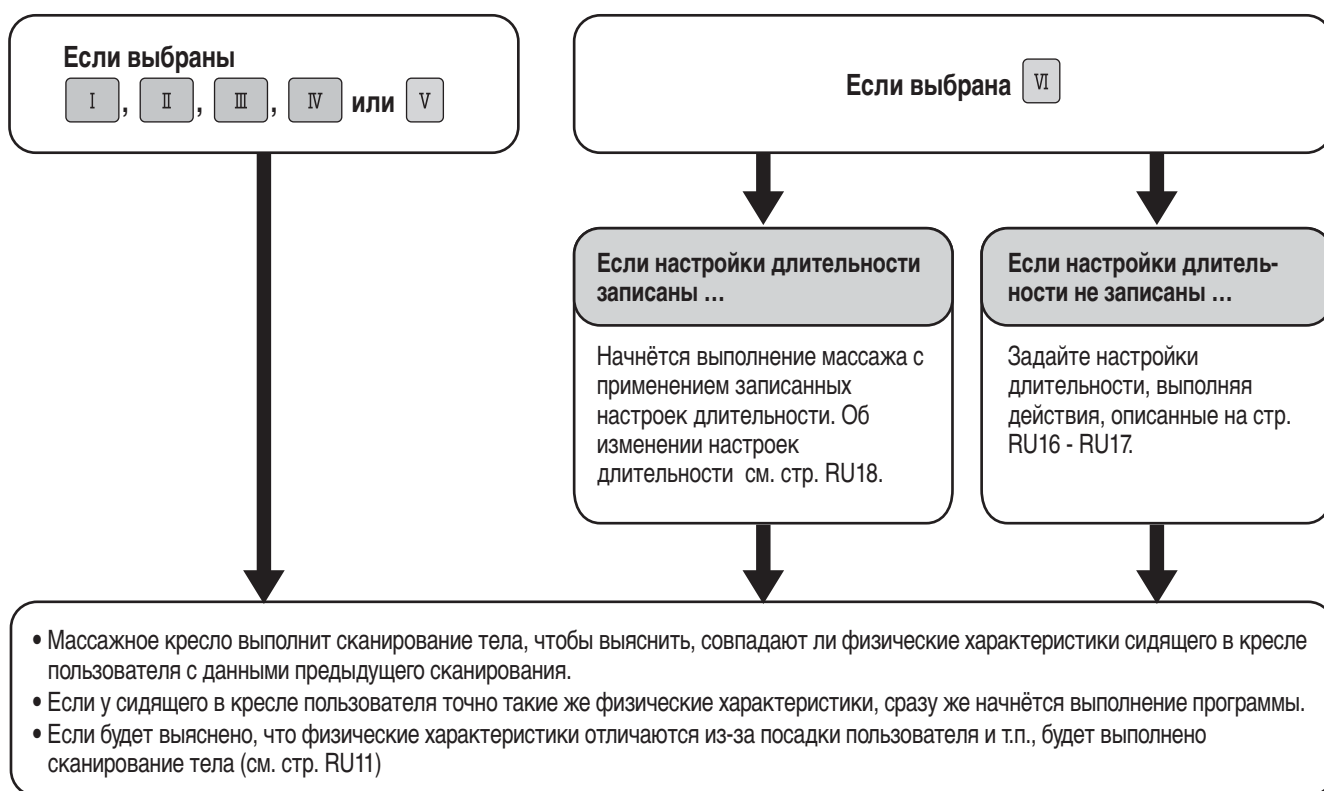 Если выбраны
I, II, III, IV или V
Если выбрана VI
Если настройки длительности
записаны ...
Начнётся выполнение массажа с
применением записанных
настроек длительности. Об
изменении настроек
длительности  см. стр. RU18.
Если настройки длитель-
ности не записаны ...
Задайте настройки
длительности, выполняя
действия, описанные на стр.
RU16 - RU17.
• Массажное кресло выполнит сканирование тела, чтобы выяснить, совпадают ли физические характеристики сидящего в кресле
пользователя с данными предыдущего сканирования.
• Если у сидящего в кресле пользователя точно такие же физические характеристики, сразу же начнётся выполнение программы.
• Если будет выяснено, что физические характеристики отличаются из-за посадки пользователя и т.п., будет выполнено
сканирование тела (см. стр. RU11)